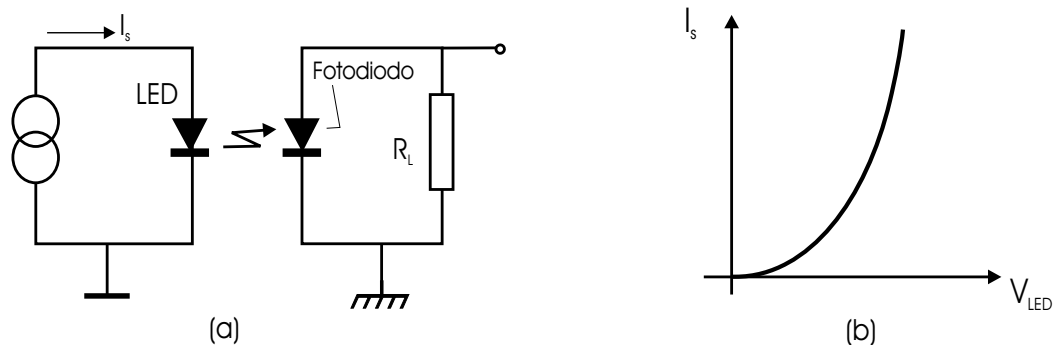 I_s
LED
Fotodiodo
R_L
(a)
I_s
V_LED
(b)